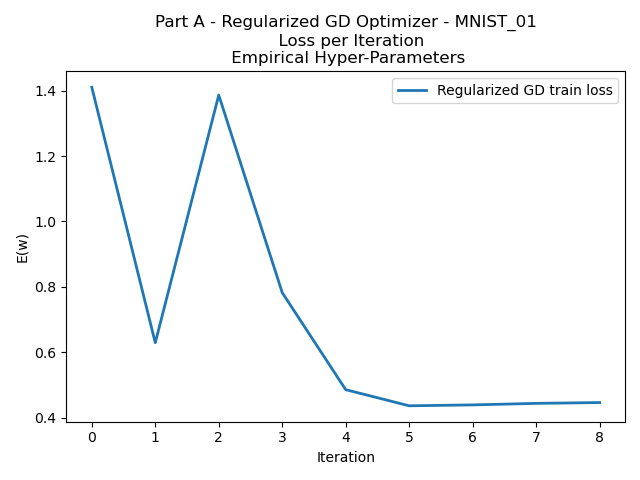 Part A - Regularized GD Optimizer - MNIST_01
Loss per Iteration
Empirical Hyper-Parameters
Regularized GD train loss
E(w)
1.4
1.2
1.0
0.8
0.6
0.4
0 1 2 3 4 5 6 7 8
Iteration